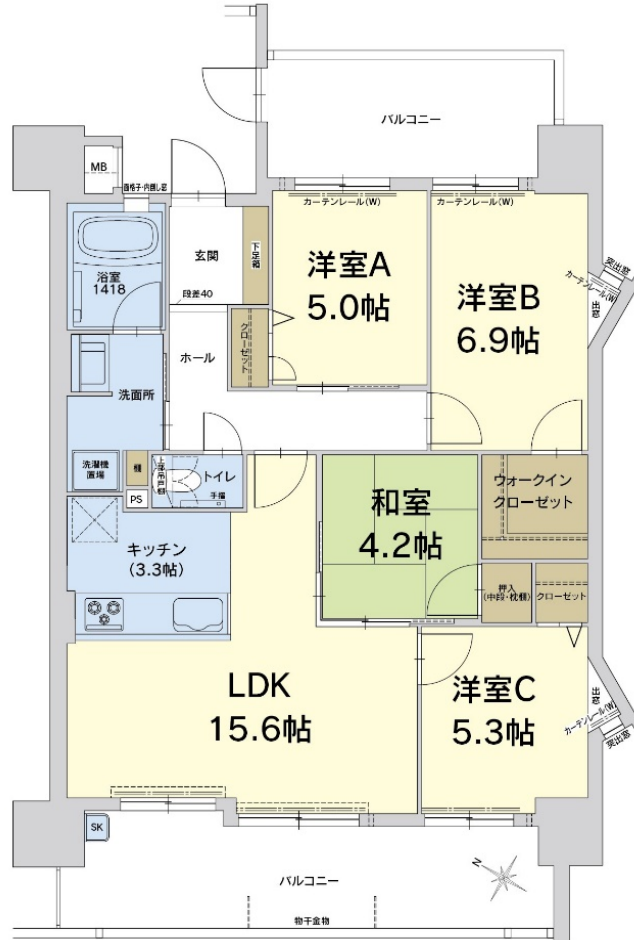 バルコニー
MB
面格子・内倒し窓
カーテンレール(W)
カーテンレール(W)
浴室
1418
玄関
下足箱
段差40
洋室A
5.0帖
洋室B
6.9帖
突出窓
カーテンレール(W)
出窓
ホール
クローゼット
洗面所
洗濯機
置場
棚
PS
上部吊戸棚
トイレ
手摺
和室
4.2帖
ウォークイン
クローゼット
キッチン
(3.3帖)
押入
(中段・枕棚)
クローゼット
LDK
15.6帖
洋室C
5.3帖
出窓
カーテンレール(W)
突出窓
SK
バルコニー
N
物干金物